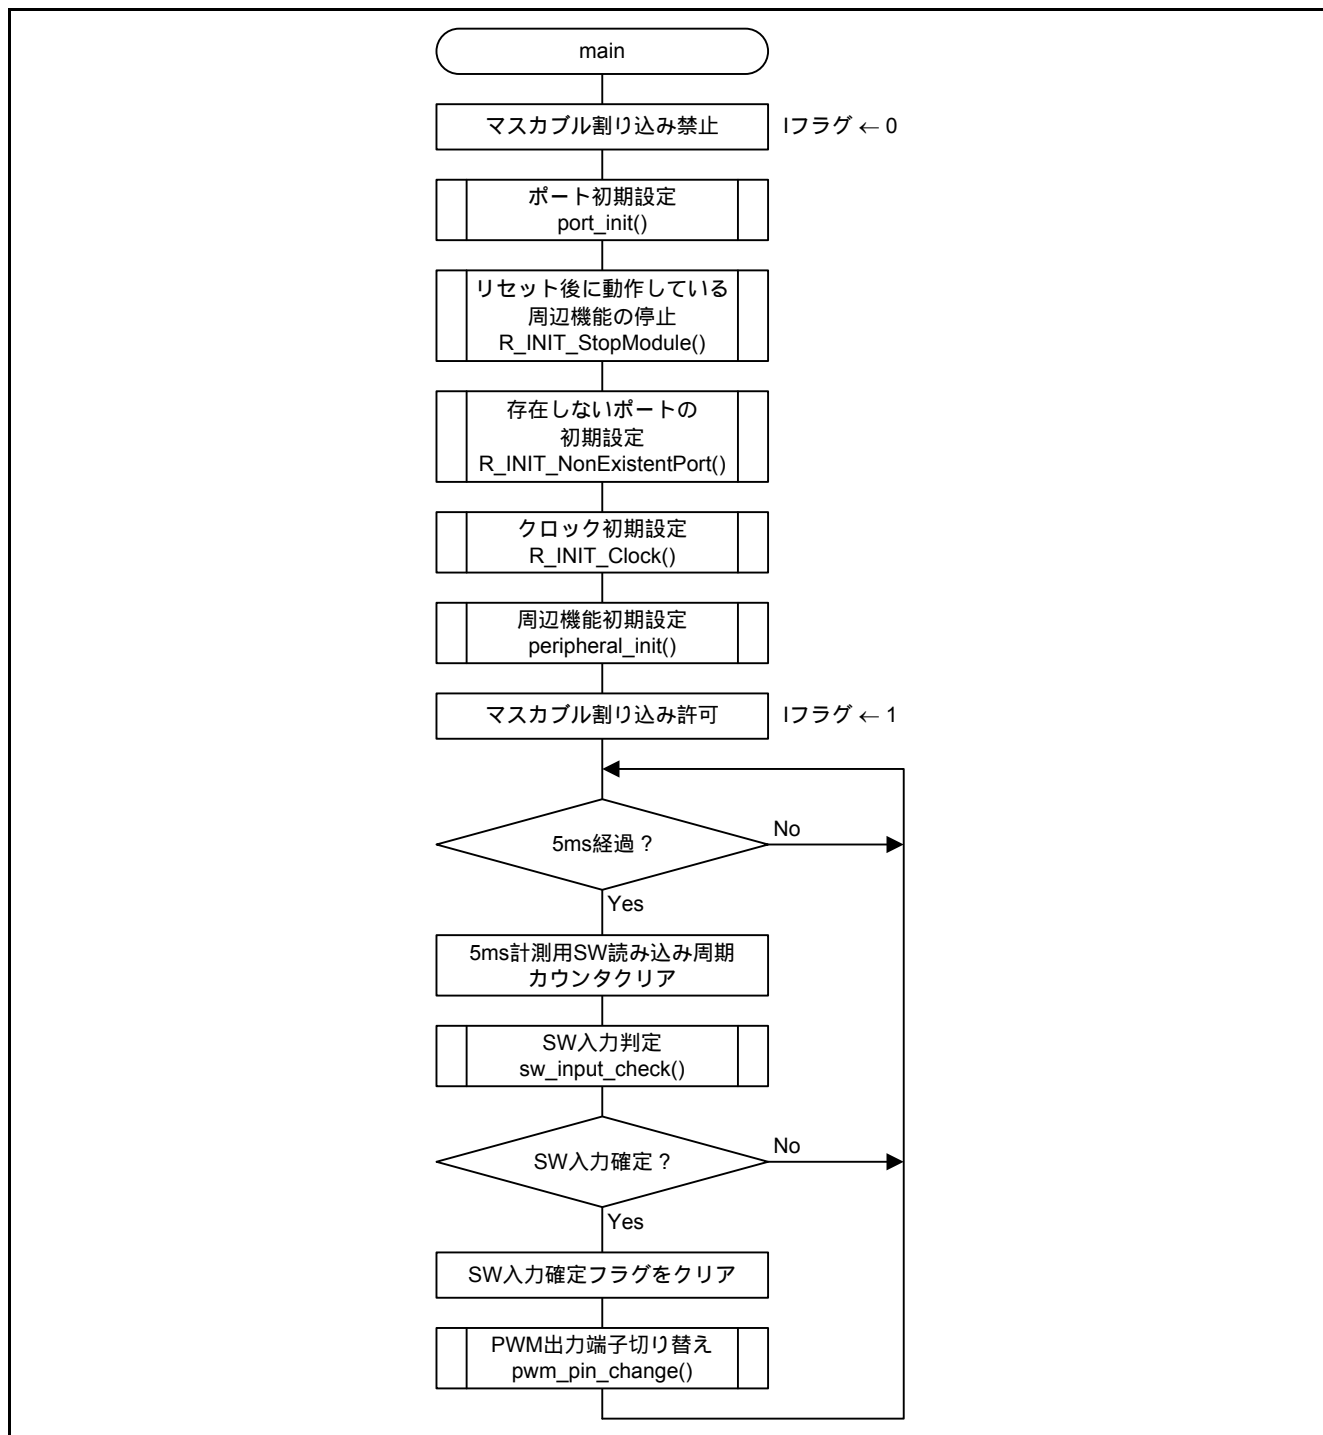 main
マスカブル割り込み禁止
Iフラグ ← 0
ポート初期設定
port_init()
リセット後に動作している
周辺機能の停止
R_INIT_StopModule()
存在しないポートの
初期設定
R_INIT_NonExistentPort()
クロック初期設定
R_INIT_Clock()
周辺機能初期設定
peripheral_init()
マスカブル割り込み許可
Iフラグ ← 1
5ms経過？
No
Yes
5ms計測用SW読み込み周期
カウンタクリア
SW入力判定
sw_input_check()
SW入力確定？
No
Yes
SW入力確定フラグをクリア
PWM出力端子切り替え
pwm_pin_change()